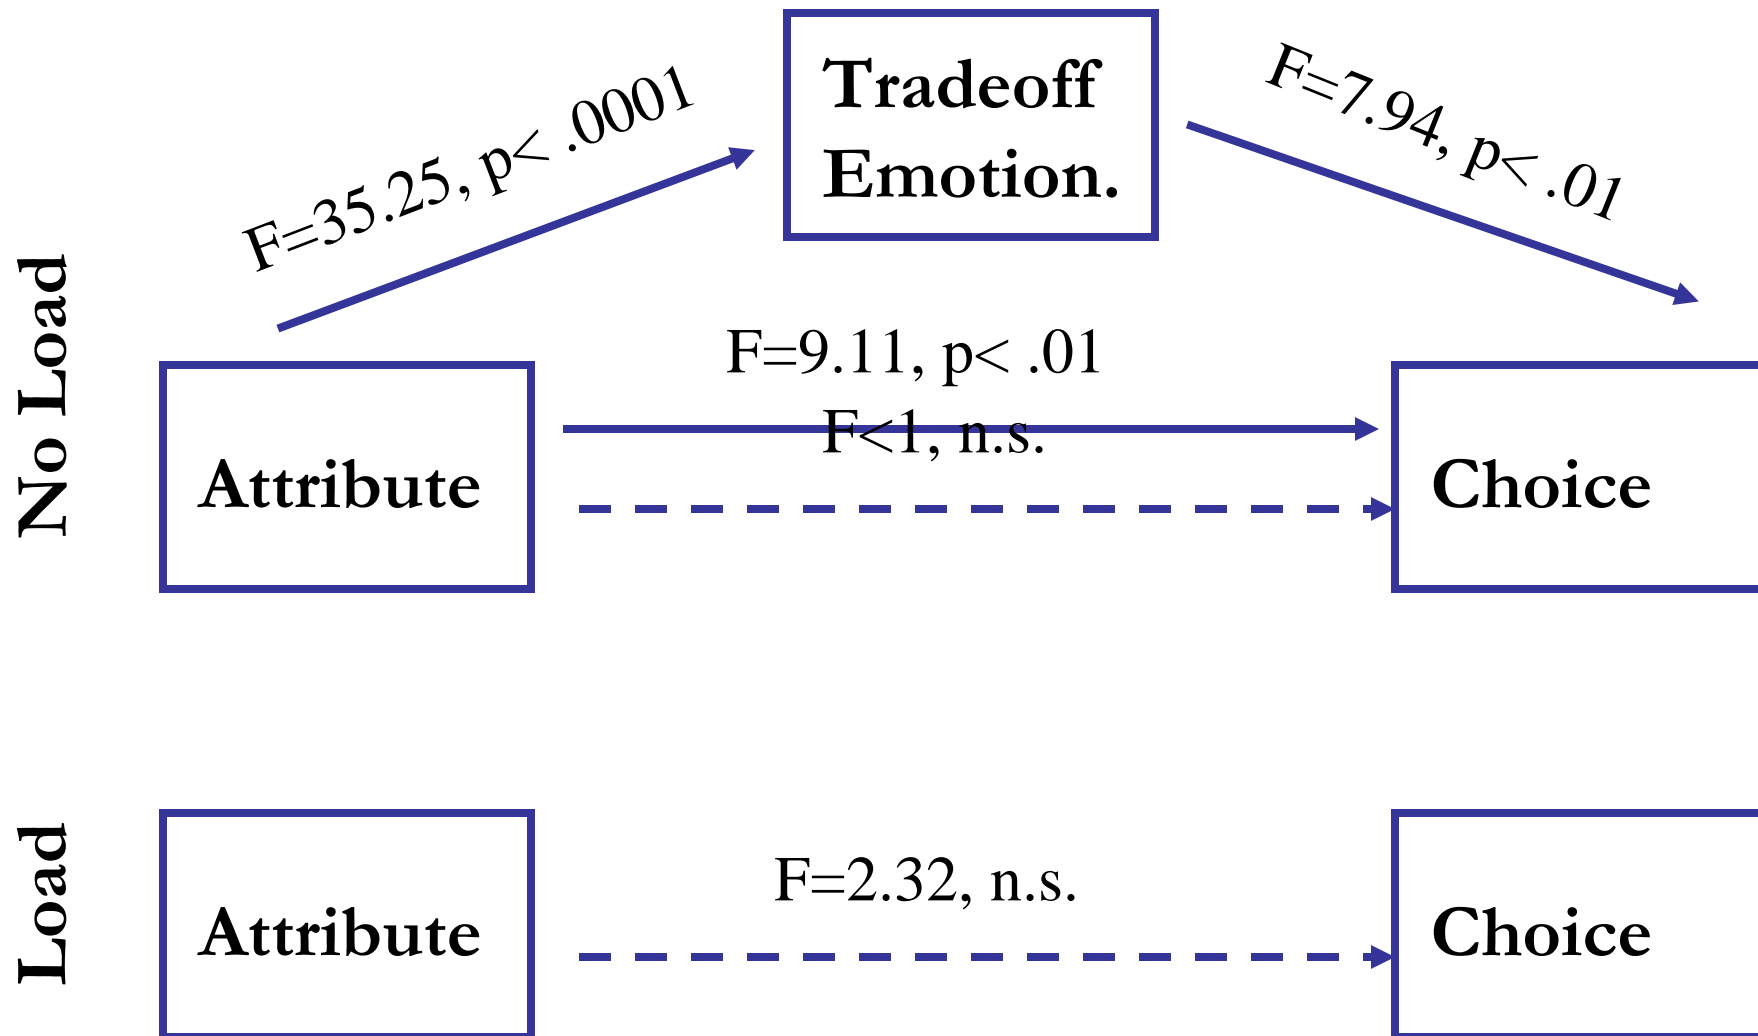 No Load
F=35.25, p< .0001
Tradeoff
Emotion.
F=7.94, p< .01
F=9.11, p< .01
F<1, n.s.
Attribute
Choice
Load
F=2.32, n.s.
Attribute
Choice